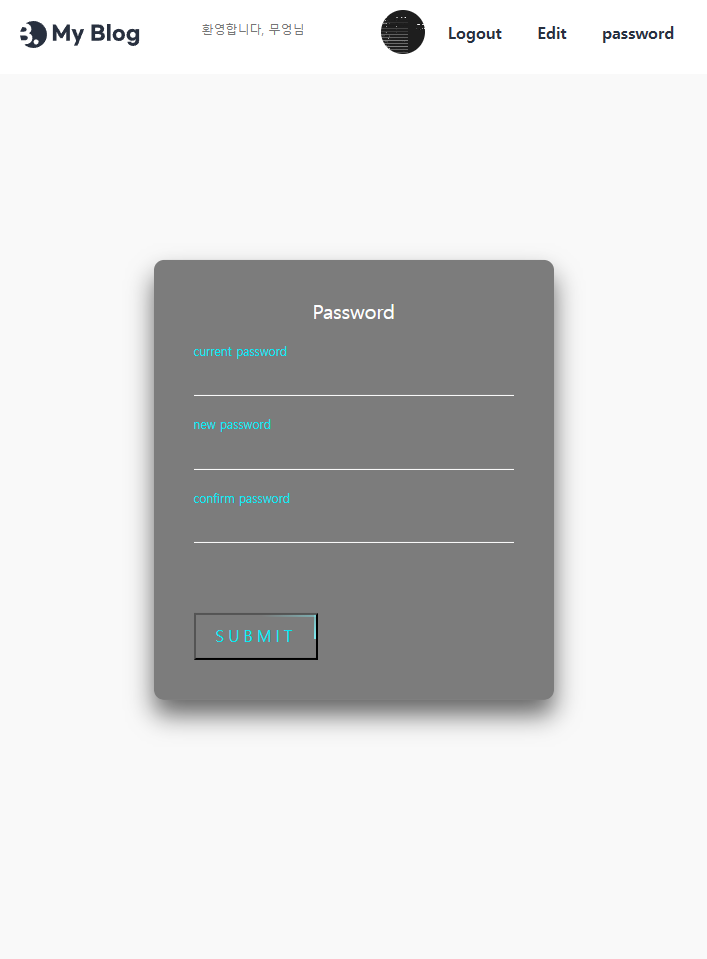 My Blog
환영합니다, 무엉님
Logout
Edit
password
Password
current password
new password
confirm password
SUBMIT